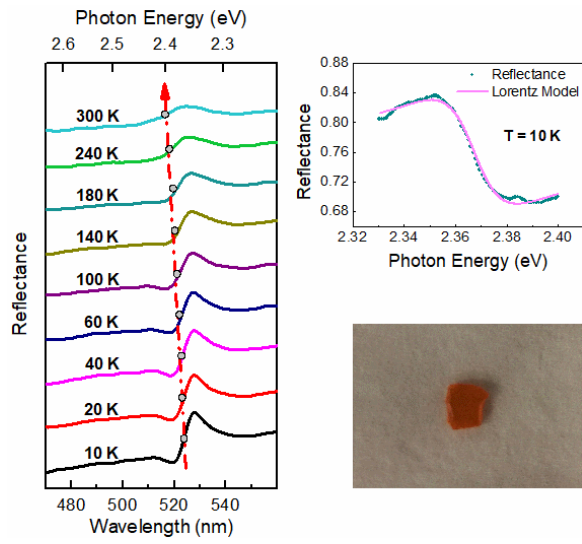 Photon Energy (eV)
2.6 2.5 2.4 2.3
300 K
240 K
180 K
140 K
100 K
60 K
40 K
20 K
10 K
Reflectance
480 500 520 540
Wavelength (nm)
0.88
0.84
0.80
0.76
0.72
0.68
Reflectance
Reflectance
Lorentz Model
T = 10 K
2.32 2.34 2.36 2.38 2.40
Photon Energy (eV)